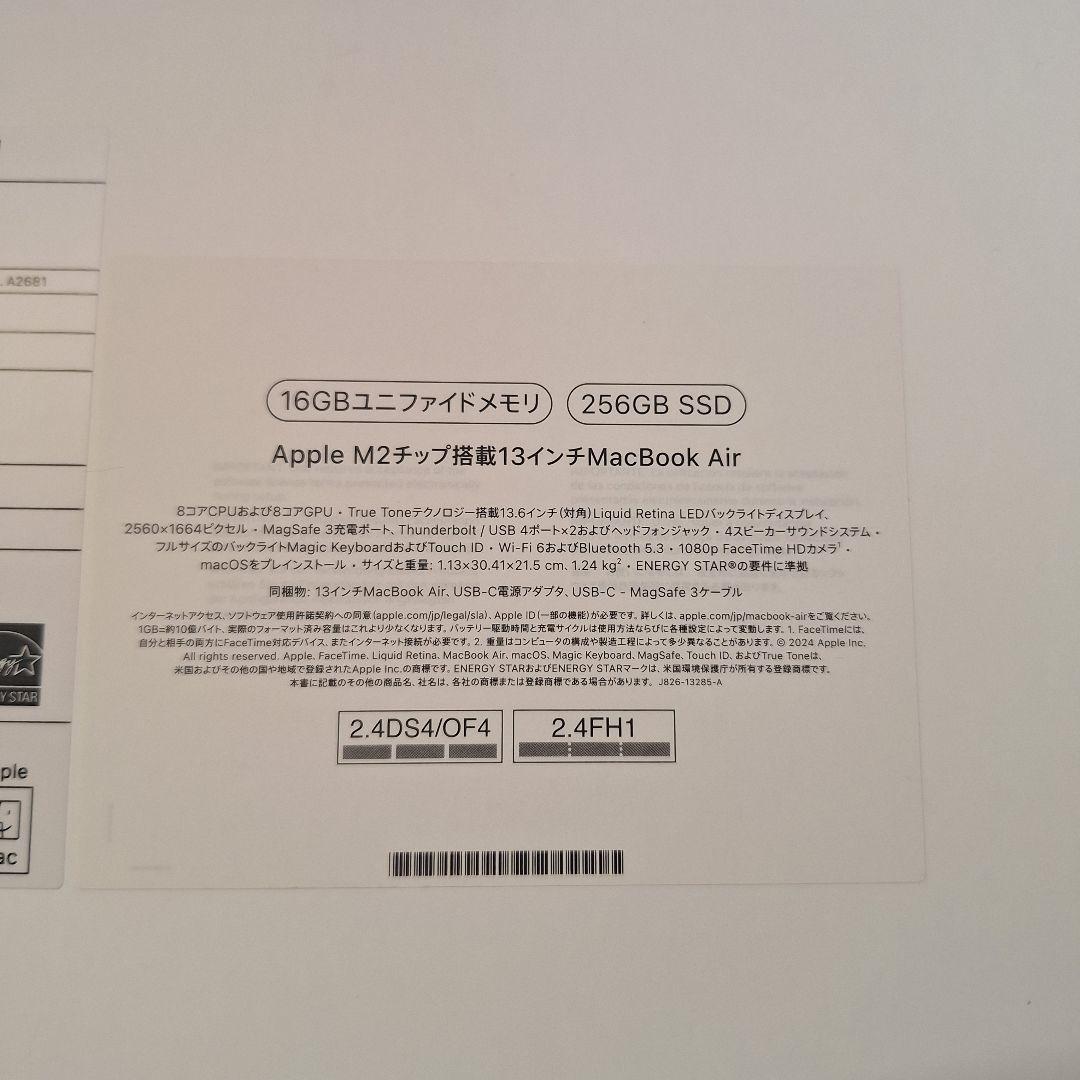 . A2681
16GBユニファイドメモリ
256GB SSD
Apple M2チップ搭載13インチMacBook Air
8コアCPUおよび8コアGPU・True Toneテクノロジー搭載13.6インチ(対角)Liquid Retina LEDバックライトディスプレイ、
2560×1664ピクセル・MagSafe 3充電ポート、Thunderbolt / USB 4ポート×2およびヘッドフォンジャック・4スピーカーサウンドシステム・
フルサイズのバックライトMagic KeyboardおよびTouch ID・Wi-Fi 6およびBluetooth 5.3・1080p FaceTime HDカメラ¹・
macOSをプレインストール・サイズと重量: 1.13×30.41×21.5 cm. 1.24 kg²・ENERGY STAR®の要件に準拠
同梱物: 13インチMacBook Air、USB-C電源アダプタ、USB-C - MagSafe 3ケーブル
インターネットアクセス、ソフトウェア使用許諾契約への同意(apple.com/jp/legal/sla)、Apple ID(一部の機能)が必要です。詳しくは、apple.com/jp/macbook-airをご覧ください。
1GB=約10億バイト、実際のフォーマット済み容量はこれより少なくなります。バッテリー駆動時間と充電サイクルは使用方法ならびに各種設定によって変動します。1. FaceTimeには、
自分と相手の両方にFaceTime対応デバイス、またインターネット接続が必要です。2. 重量はコンピュータの構成や製造工程によって多少異なることがあります。© 2024 Apple Inc.
All rights reserved. Apple、FaceTime、Liquid Retina、MacBook Air、macOS、Magic Keyboard、MagSafe、Touch ID、およびTrue Toneは、
米国およびその他の国や地域で登録されたApple Inc.の商標です。ENERGY STARおよびENERGY STARマークは、米国環境保護庁が所有する登録商標です。
本書に記載のその他の商品名、社名は、各社の商標または登録商標である場合があります。J826-13285-A
2.4DS4/OF4
2.4FH1
Y STAR
ple
ac